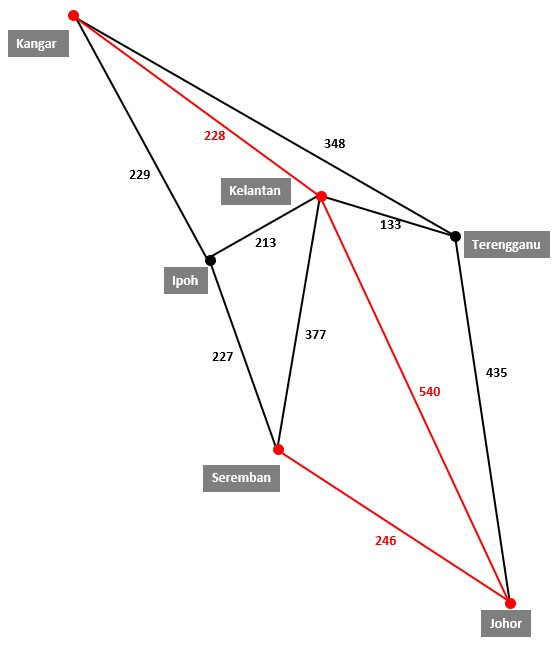 Kangar
228
348
229
Kelantan
133
213
Terengganu
Ipoh
377
227
435
540
Seremban
246
Johor